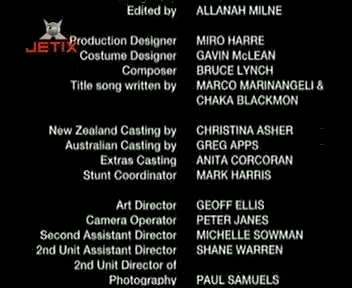 Edited by ALLANAH MILNE
JETIX
Production Designer MIRO HARRE
Costume Designer GAVIN McLEAN
Composer BRUCE LYNCH
Title song written by MARCO MARINANGELI &
CHAKA BLACKMON
New Zealand Casting by CHRISTINA ASHER
Australian Casting by GREG APPS
Extras Casting ANITA CORCORAN
Stunt Coordinator MARK HARRIS
Art Director GEOFF ELLIS
Camera Operator PETER JANES
Second Assistant Director MICHELLE SOWMAN
2nd Unit Assistant Director SHANE WARREN
2nd Unit Director of
Photography PAUL SAMUELS